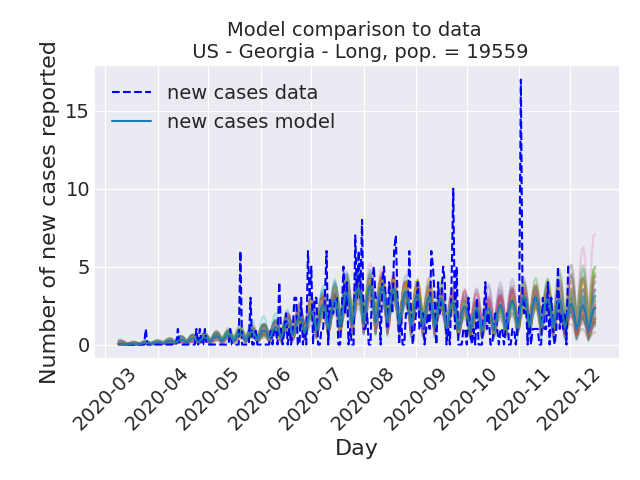 Model comparison to data
US - Georgia - Long, pop. = 19559
Number of new cases reported
new cases data
new cases model
15
10
5
0
2020-03
2020-04
2020-05
2020-06
2020-07
2020-08
2020-09
2020-10
2020-11
2020-12
Day